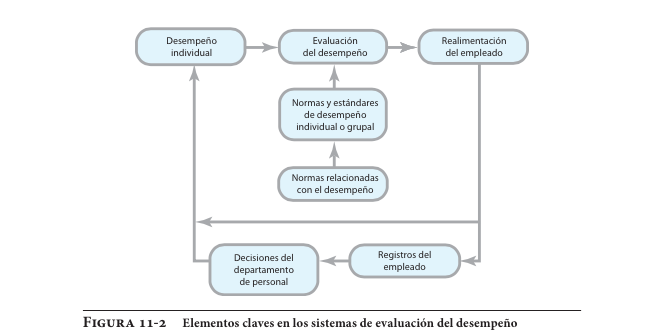 Desempeño
individual
Evaluación
del desempeño
Realimentación
del empleado
Normas y estándares
de desempeño
individual o grupal
Normas relacionadas
con el desempeño
Decisiones del
departamento
de personal
Registros del
empleado
FIGURA 11-2 Elementos claves en los sistemas de evaluación del desempeño